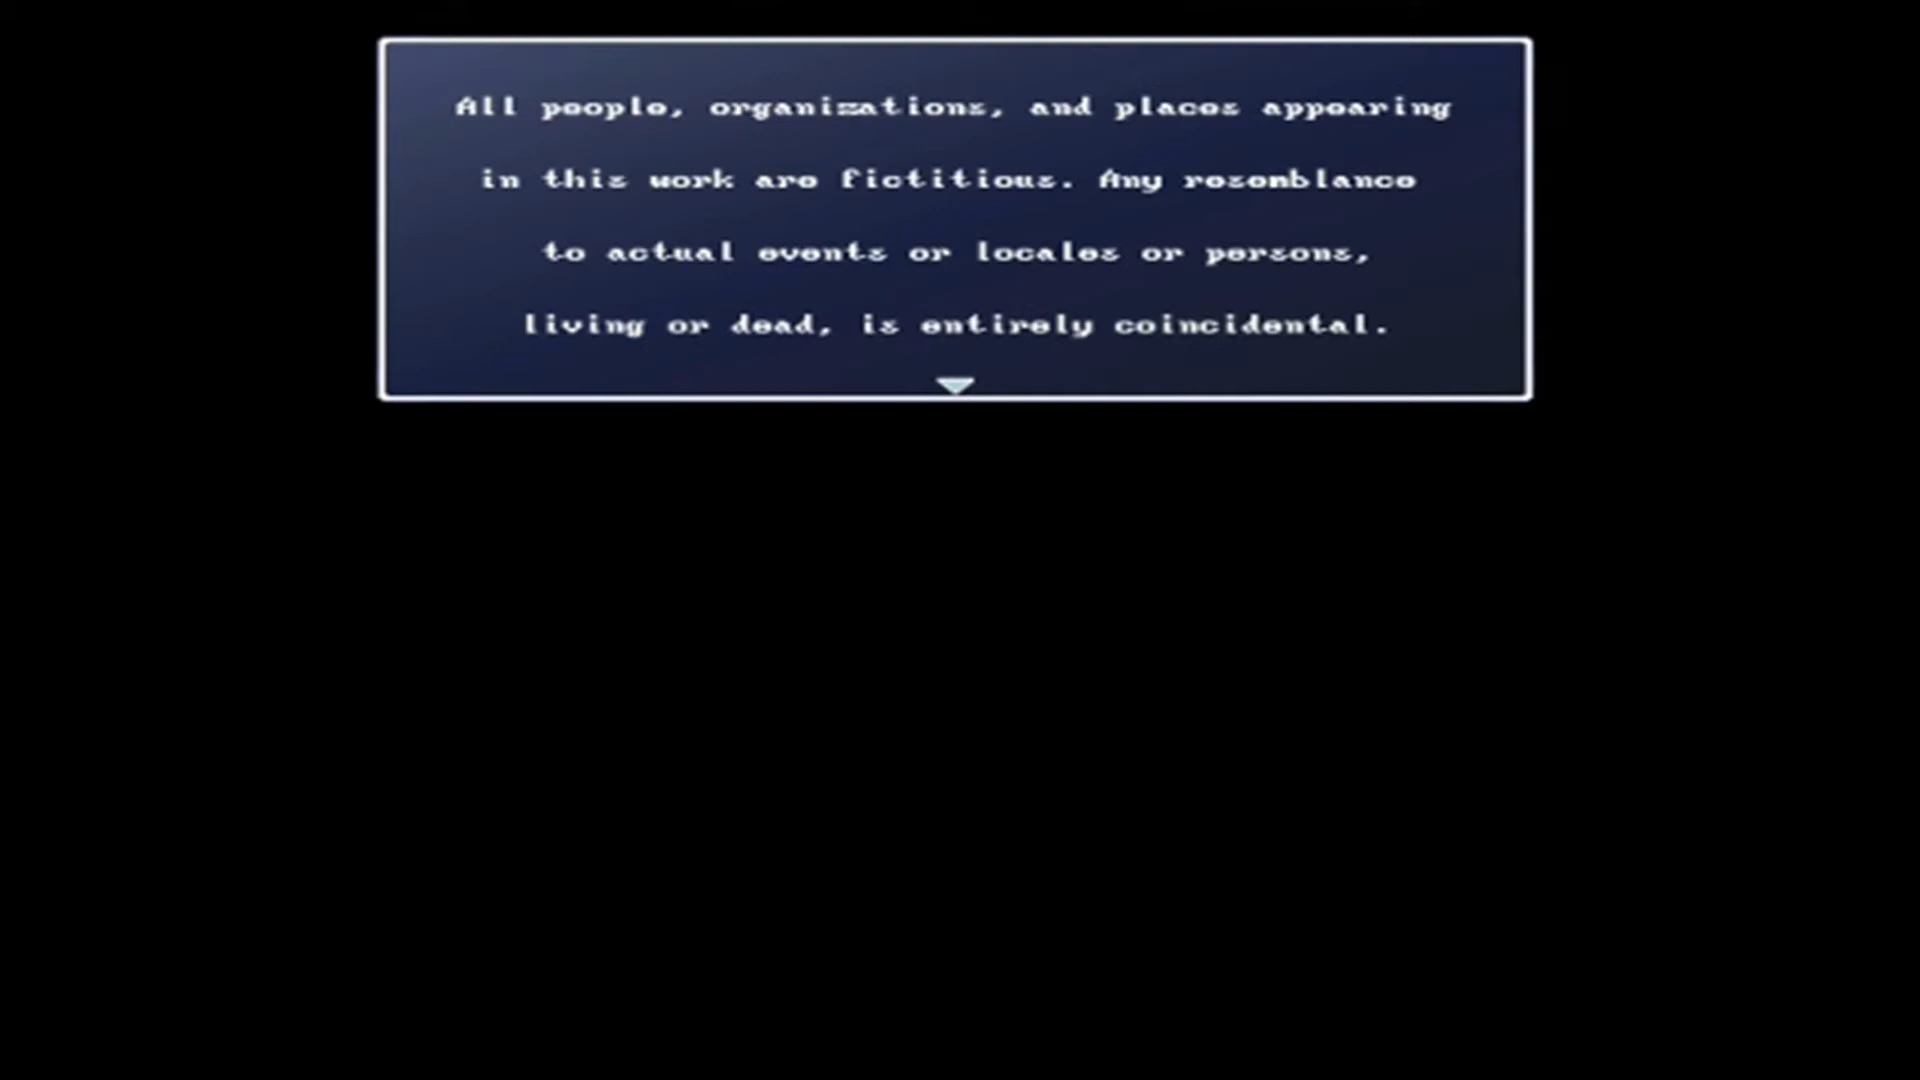 All people, organizations, and places appearing
in this work are fictitious. Any resemblance
to actual events or locales or persons,
living or dead, is entirely coincidental.